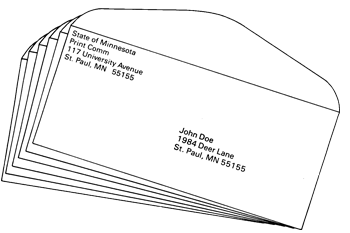 State of Minnesota
Print Comm
117 University Avenue
St. Paul, MN 55155
John Doe
1984 Deer Lane
St. Paul, MN 55155